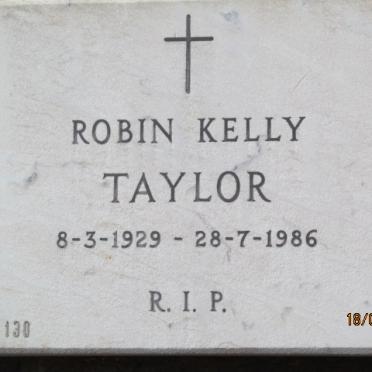 ROBIN KELLY
TAYLOR
8-3-1929 - 28-7-1986
R. I. P.
130